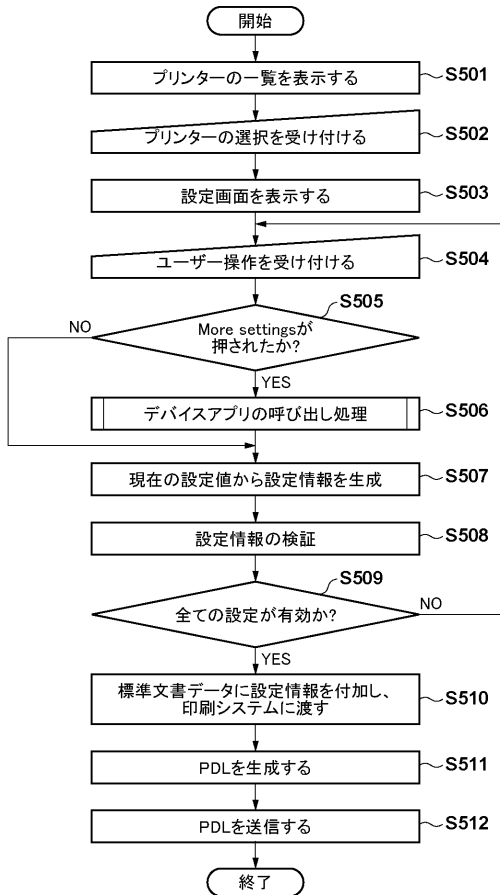 開始
プリンターの一覧を表示する
S501
プリンターの選択を受け付ける
S502
設定画面を表示する
S503
ユーザー操作を受け付ける
S504
S505
NO
More settingsが
押されたか?
YES
デバイスアプリの呼び出し処理
S506
現在の設定値から設定情報を生成
S507
設定情報の検証
S508
S509
全ての設定が有効か?
NO
YES
標準文書データに設定情報を付加し、
印刷システムに渡す
S510
PDLを生成する
S511
PDLを送信する
S512
終了